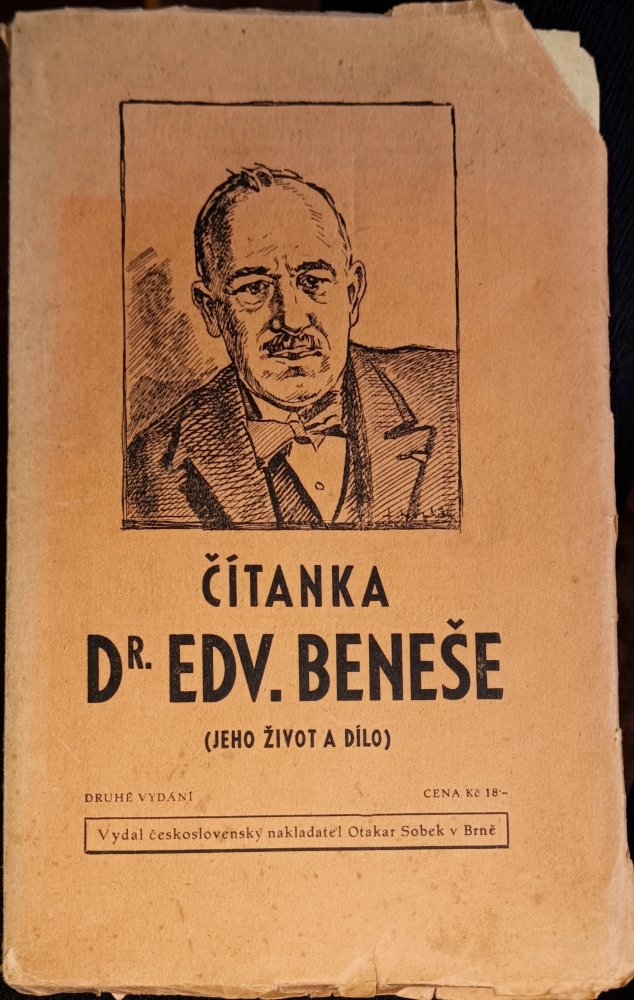 ČÍTANKA
DR. EDV. BENEŠE
(JEHO ŽIVOT A DÍLO)
DRUHÉ VYDÁNÍ
CENA Kč 18·–
Vydal československý nakladatel Otakar Sobek v Brně